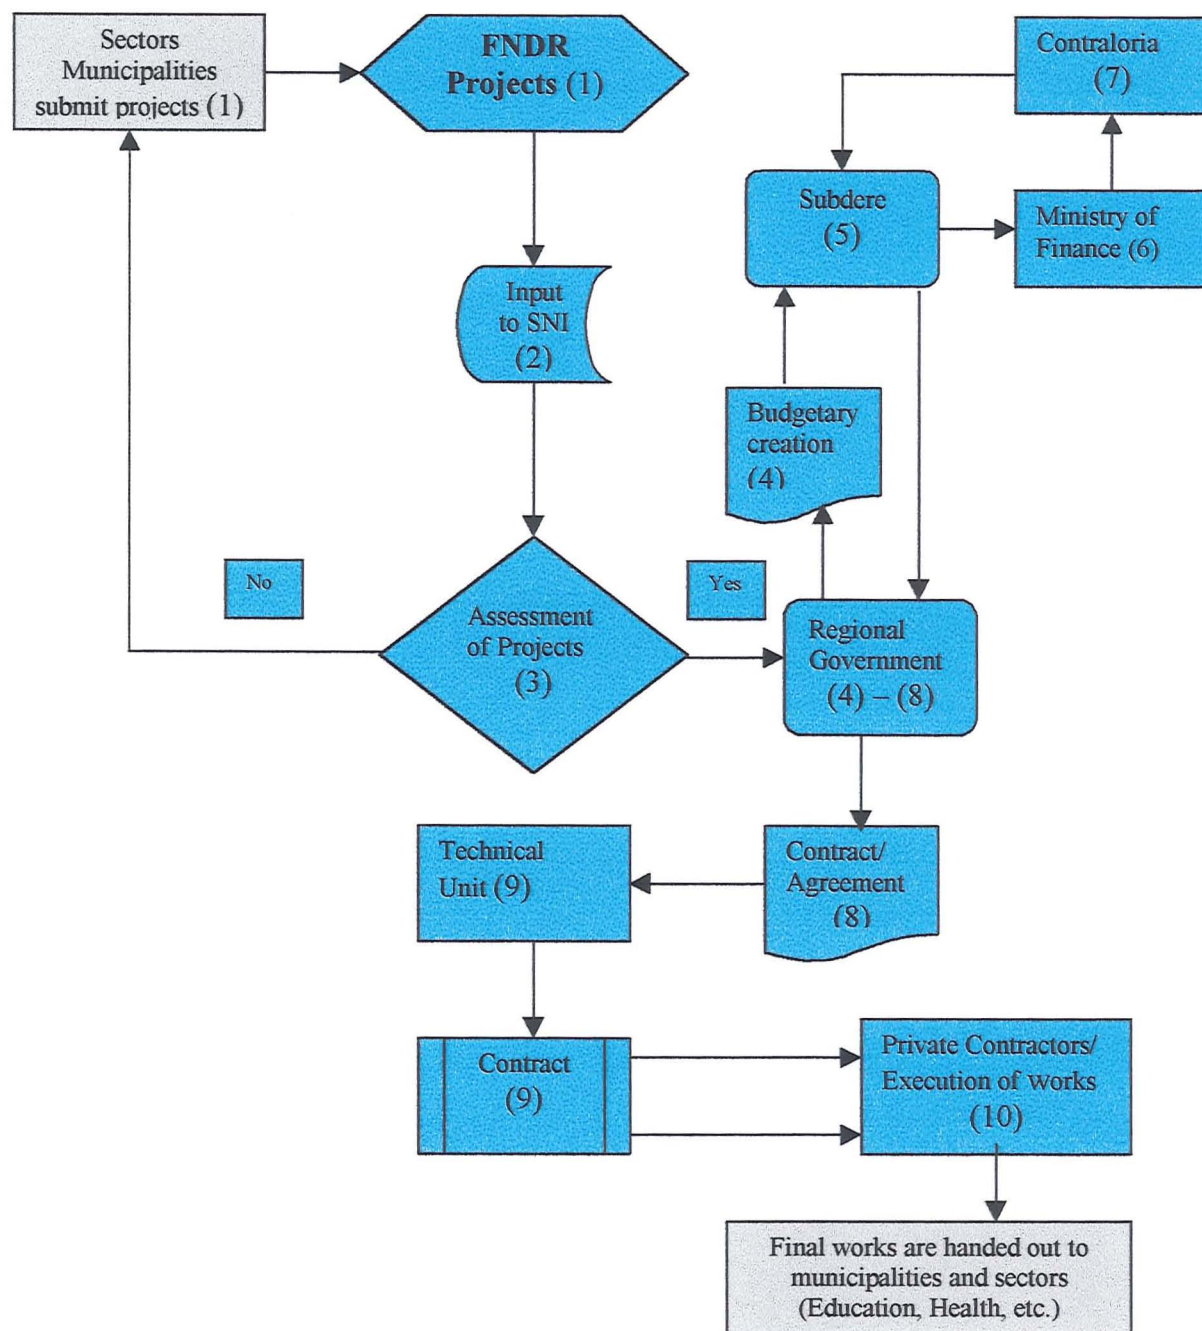 Sectors
Municipalities
submit projects (1)
FNDR
Projects (1)
Contraloria
(7)
Subdere
(5)
Ministry of
Finance (6)
Input
to SNI
(2)
Budgetary
creation
(4)
No
Yes
Assessment
of Projects
(3)
Regional
Government
(4) – (8)
Technical
Unit (9)
Contract/
Agreement
(8)
Contract
(9)
Private Contractors/
Execution of works
(10)
Final works are handed out to
municipalities and sectors
(Education, Health, etc.)